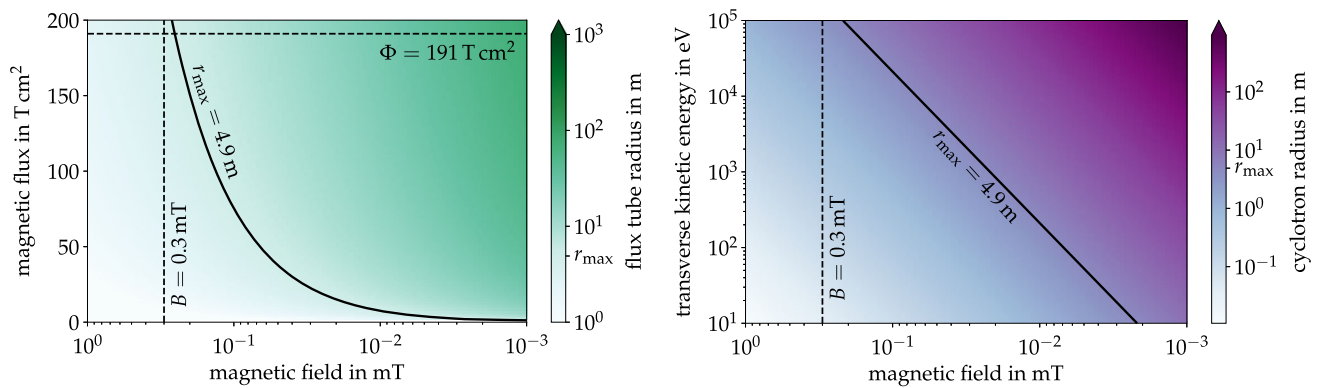 200
150
100
50
0
magnetic flux in T cm²
Φ = 191 T cm²
r_max = 4.9 m
B = 0.3 mT
10⁰
10⁻¹
10⁻²
10⁻³
magnetic field in mT
10³
10²
10¹
r_max
10⁰
flux tube radius in m
10⁵
10⁴
10³
10²
10¹
transverse kinetic energy in eV
r_max = 4.9 m
B = 0.3 mT
10⁰
10⁻¹
10⁻²
10⁻³
magnetic field in mT
10²
10¹
r_max
10⁰
10⁻¹
cyclotron radius in m